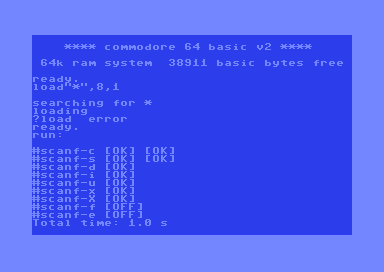 **** commodore 64 basic v2 ****
64k ram system  38911 basic bytes free
ready.
load"*",8,1
searching for *
loading
?load  error
ready.
run:
#scanf-c [OK] [OK]
#scanf-s [OK] [OK]
#scanf-d [OK]
#scanf-i [OK]
#scanf-u [OK]
#scanf-x [OK]
#scanf-X [OK]
#scanf-f [OFF]
#scanf-e [OFF]
Total time: 1.0 s